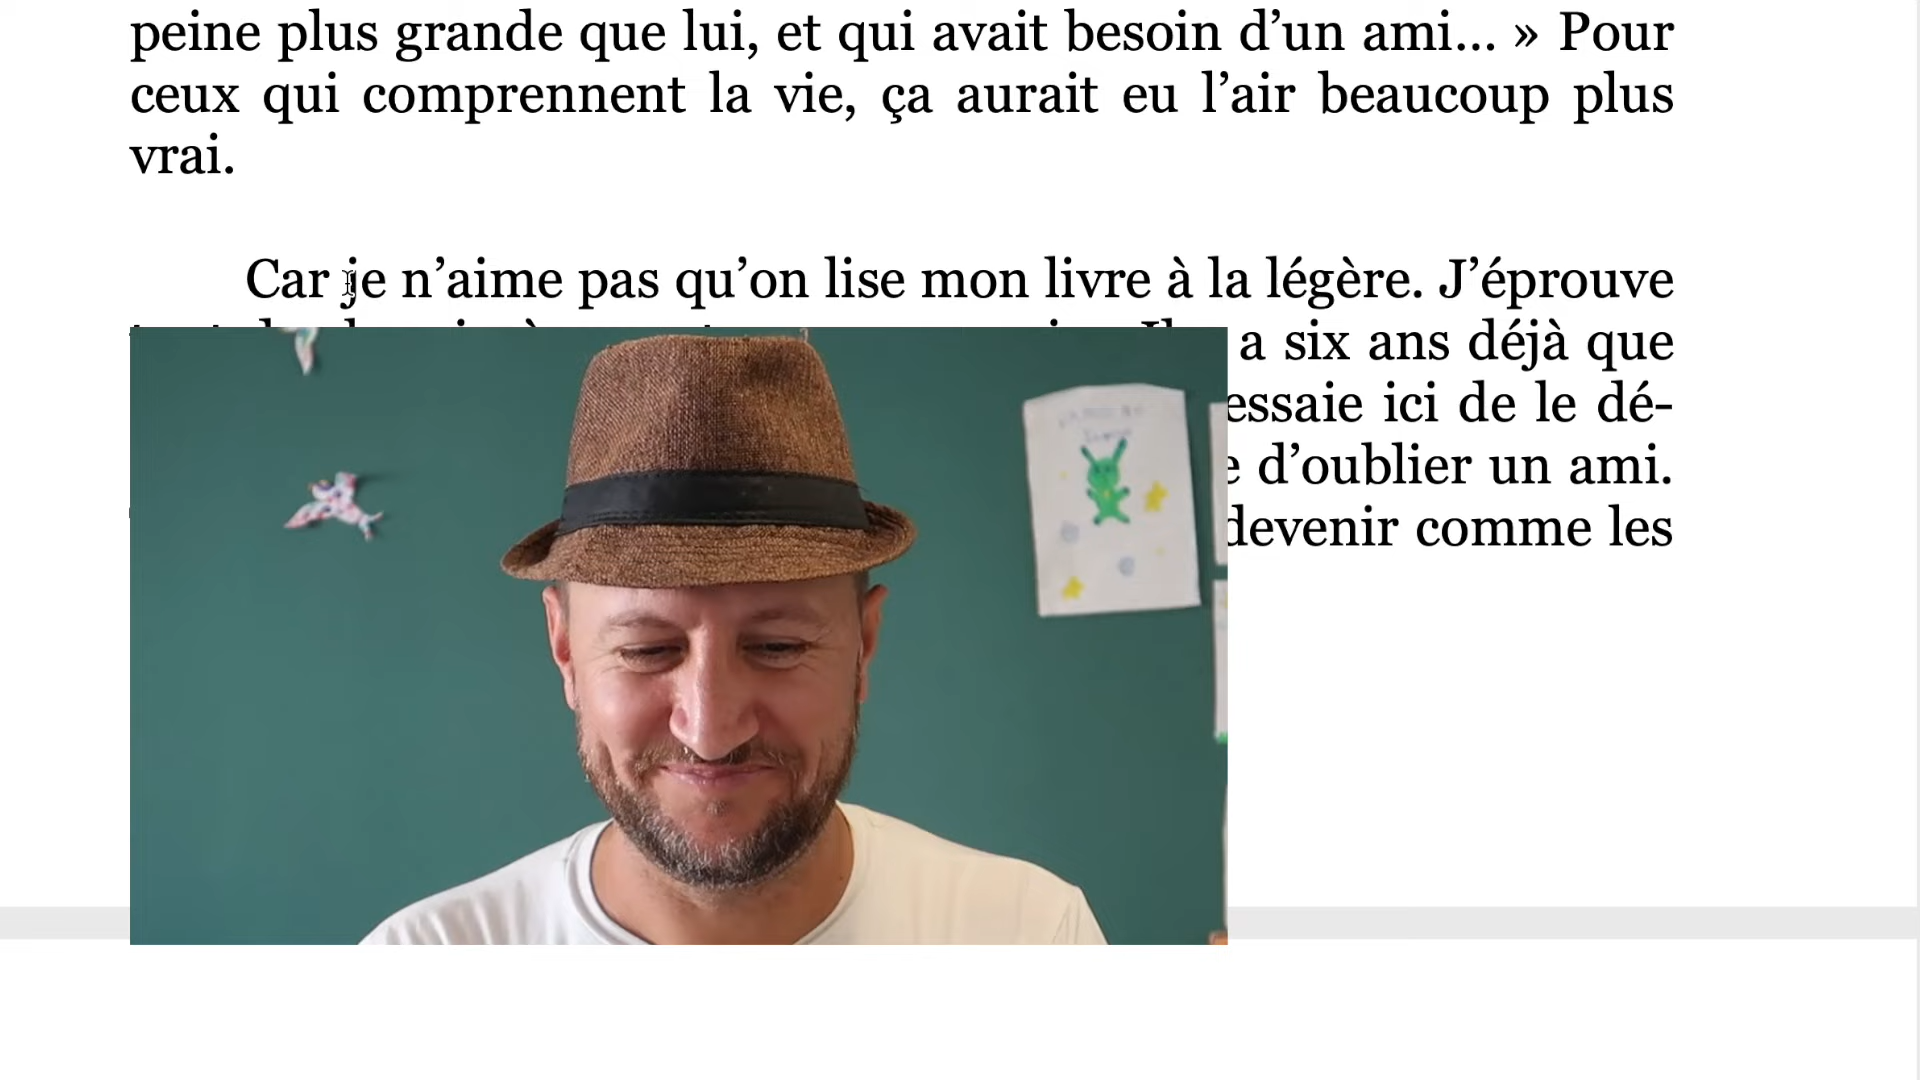 peine plus grande que lui, et qui avait besoin d’un ami… » Pour
ceux qui comprennent la vie, ça aurait eu l’air beaucoup plus
vrai.
Car je n’aime pas qu’on lise mon livre à la légère. J’éprouve
a six ans déjà que
essaie ici de le dé-
d’oublier un ami.
devenir comme les